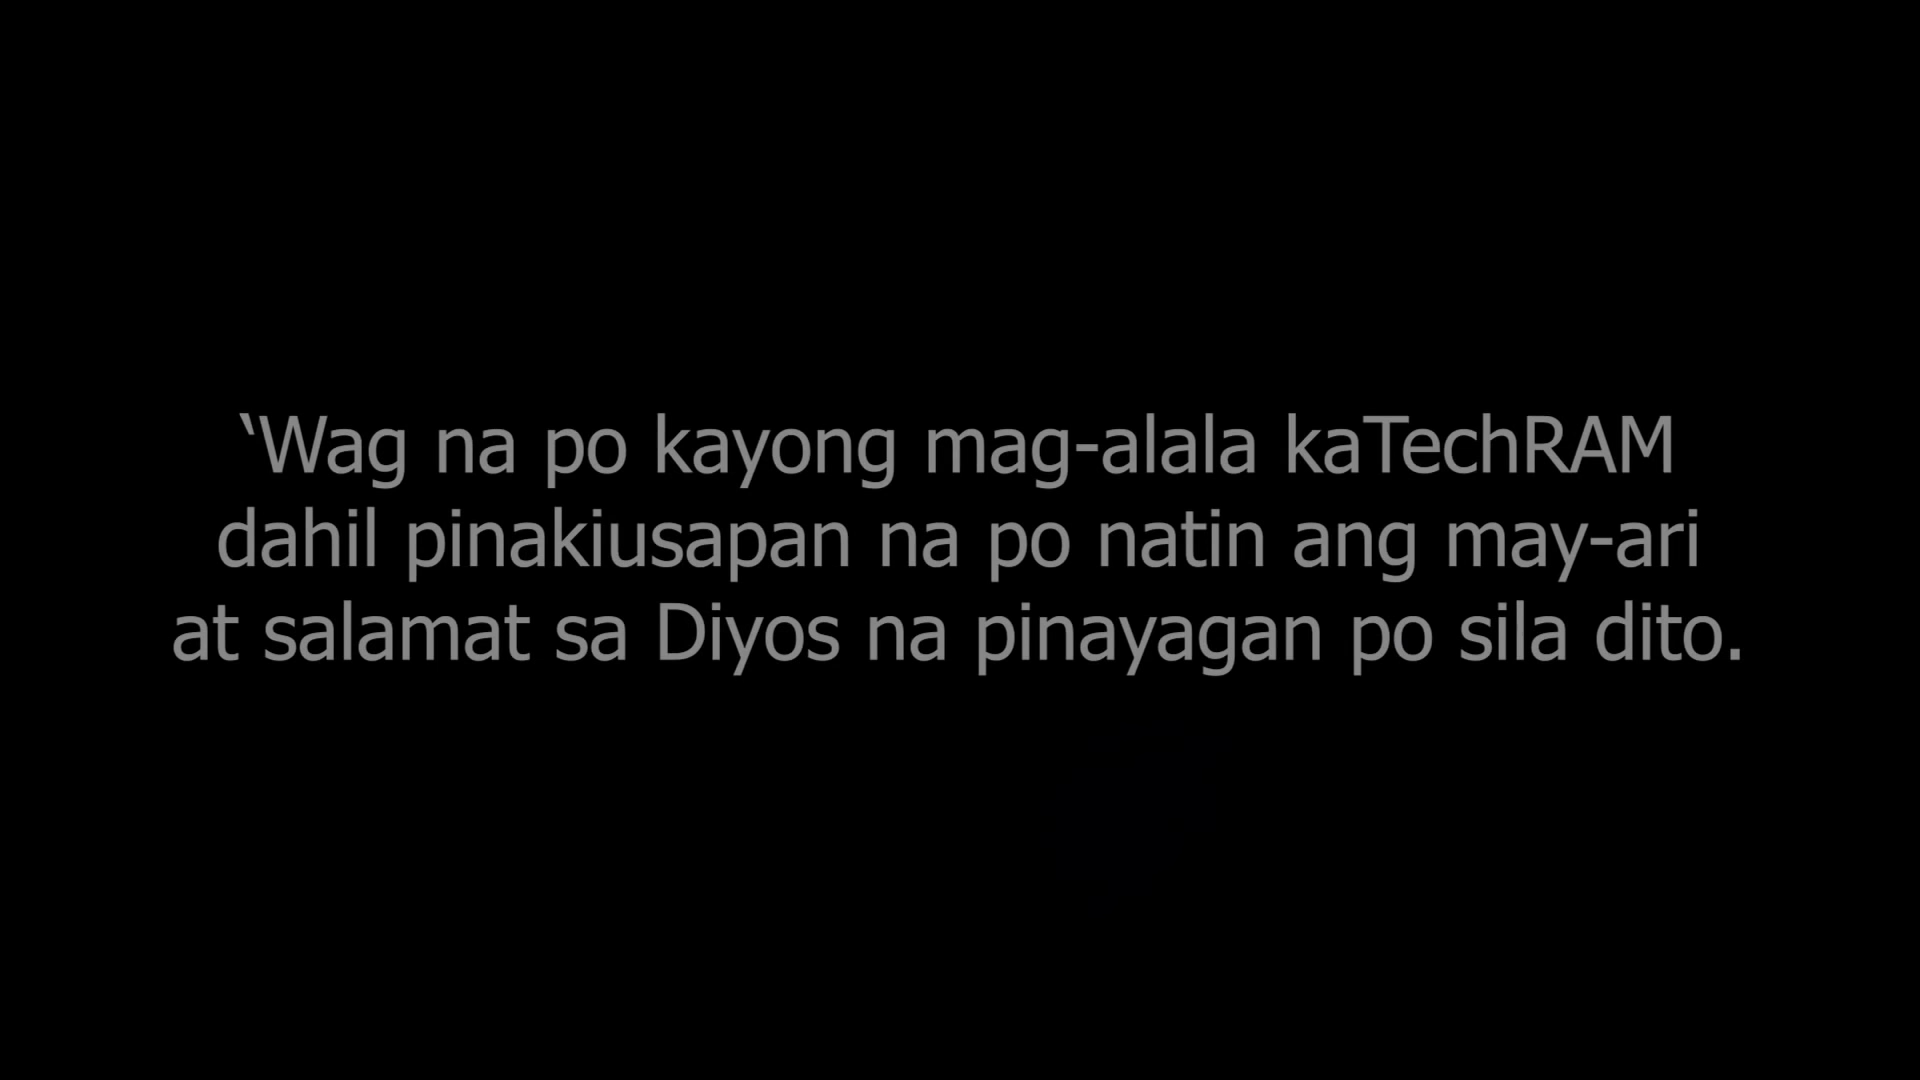 ‘Wag na po kayong mag-alala kaTechRAM
dahil pinakiusapan na po natin ang may-ari
at salamat sa Diyos na pinayagan po sila dito.